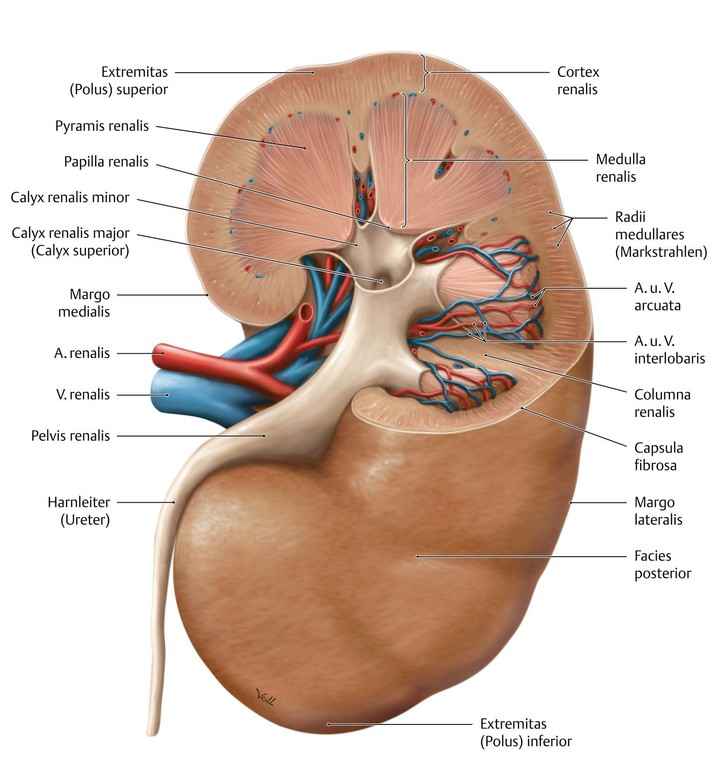 Extremitas
(Polus) superior
Pyramis renalis
Papilla renalis
Calyx renalis minor
Calyx renalis major
(Calyx superior)
Margo
medialis
A. renalis
V. renalis
Pelvis renalis
Harnleiter
(Ureter)
Cortex
renalis
Medulla
renalis
Radii
medullares
(Markstrahlen)
A. u. V.
arcuata
A. u. V.
interlobaris
Columna
renalis
Capsula
fibrosa
Margo
lateralis
Facies
posterior
Extremitas
(Polus) inferior
Voll